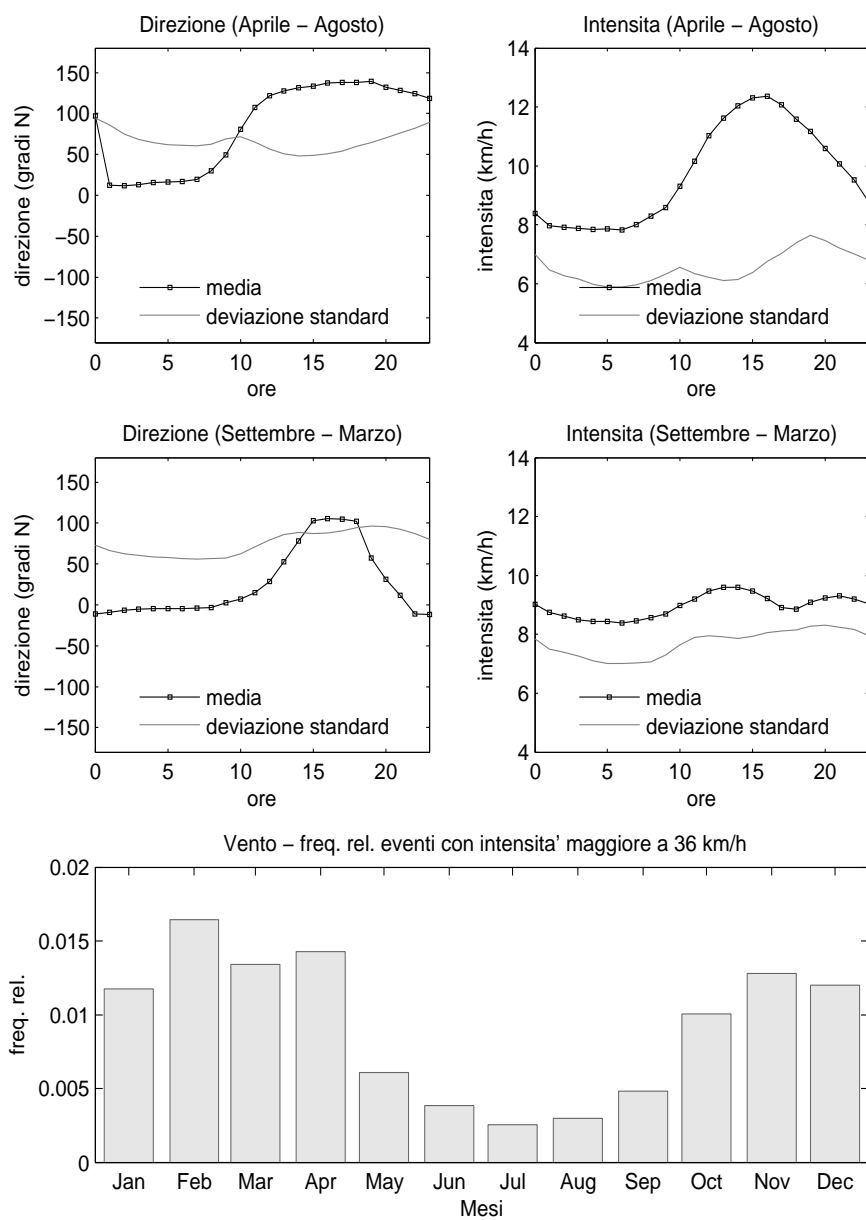 Direzione (Aprile − Agosto)
direzione (gradi N)
150
100
50
0
−50
−100
−150
media
deviazione standard
0 5 10 15 20
ore
Intensita (Aprile − Agosto)
intensita (km/h)
14
12
10
8
6
4
media
deviazione standard
0 5 10 15 20
ore
Direzione (Settembre − Marzo)
direzione (gradi N)
150
100
50
0
−50
−100
−150
media
deviazione standard
0 5 10 15 20
ore
Intensita (Settembre − Marzo)
intensita (km/h)
14
12
10
8
6
4
media
deviazione standard
0 5 10 15 20
ore
Vento − freq. rel. eventi con intensita’ maggiore a 36 km/h
freq. rel.
0.02
0.015
0.01
0.005
0
Jan Feb Mar Apr May Jun Jul Aug Sep Oct Nov Dec
Mesi